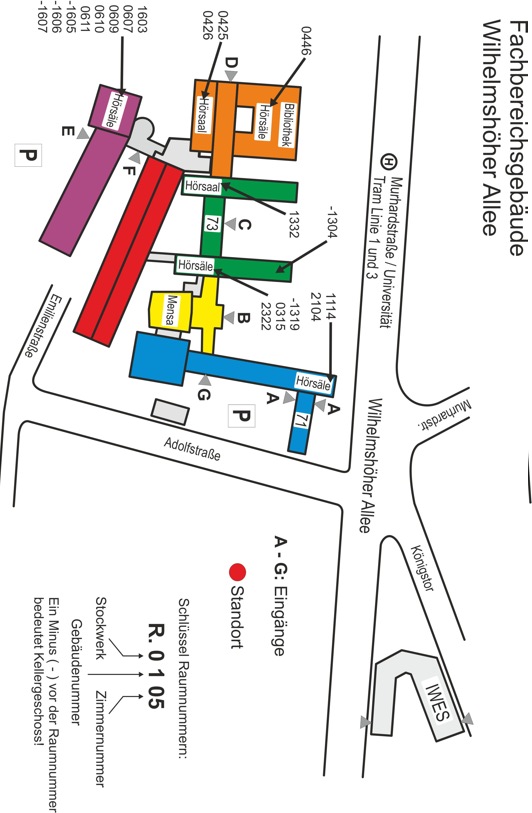 Fachbereichsgebäude
Wilhelmshöher Allee
H
Murhardstraße / Universität
Tram Linie 1 und 3
Murhardstr.
Wilhelmshöher Allee
Königstor
IWES
0446
D
0425
0426
Bibliothek
Hörsäle
Hörsaal
1603
0607
0609
0610
0611
-1605
-1606
-1607
Hörsäle
E
F
P
Hörsaal
1332
73
C
-1304
Hörsäle
-1319
0315
2322
B
Mensa
1114
2104
Hörsäle
A
A
71
G
P
Emilienstraße
Adolfstraße
A - G: Eingänge
Standort
Schlüssel Raumnummern:
R. 0 1 05
Stockwerk
Zimmernummer
Gebäudenummer
Ein Minus ( - ) vor der Raumnummer
bedeutet Kellergeschoss!